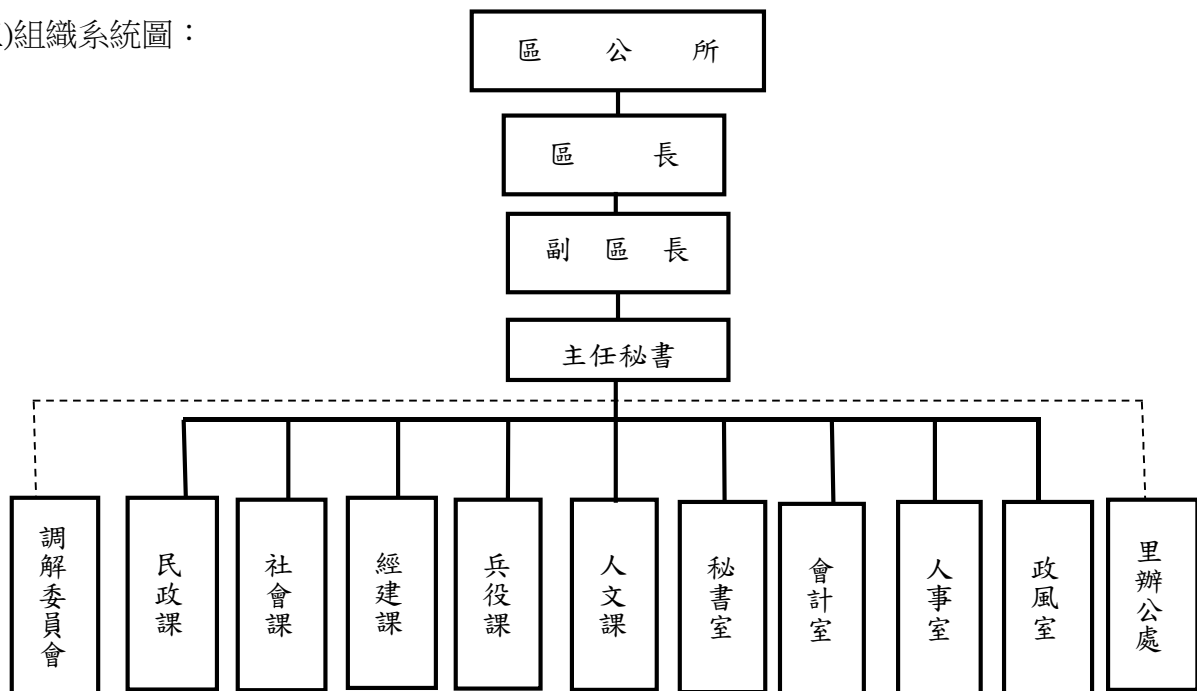 )組織系統圖：
區 公 所
區 長
副 區 長
主任秘書
調解委員會
民政課
社會課
經建課
兵役課
人文課
秘書室
會計室
人事室
政風室
里辦公處